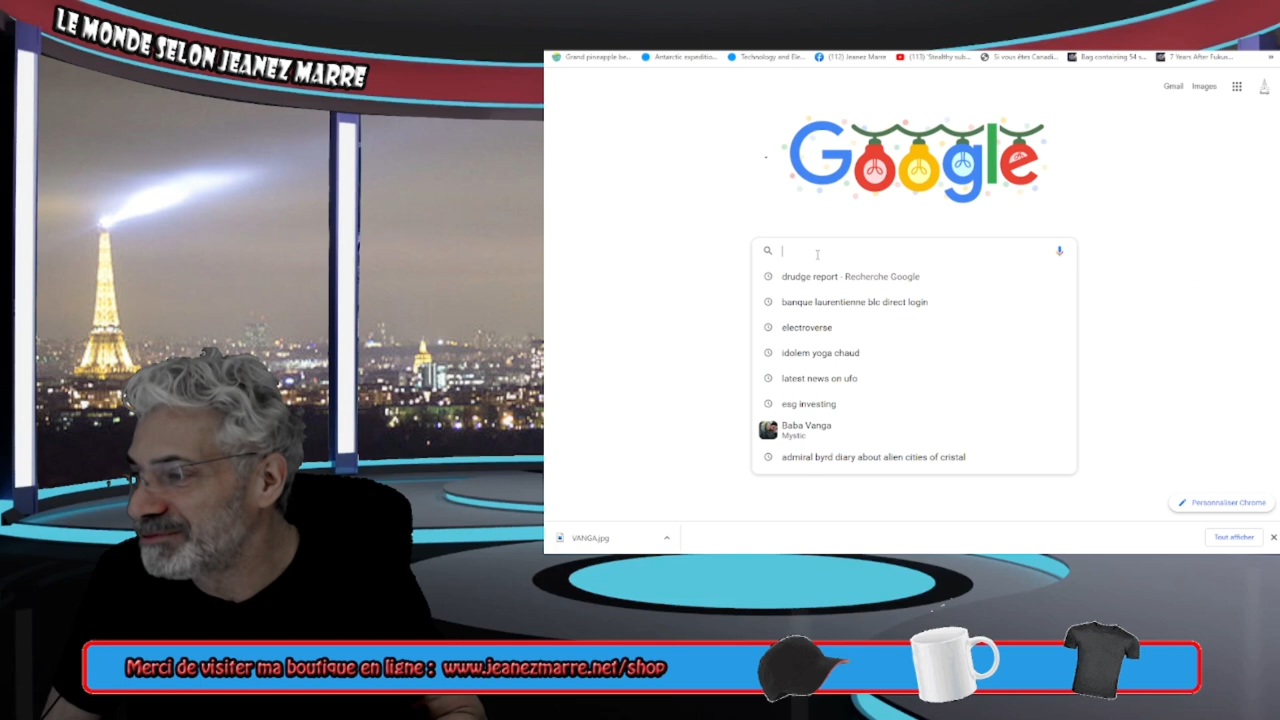 LE MONDE SELON JEANEZ MARRE
Grand pineapple be... Antarctic expeditio... Technology and Ele... (112) Jeanez Marre (113) 'Stealthy sub... Si vous êtes Canadi... Bag containing 54 s... 7 Years After Fukus... »
Gmail Images
Google
drudge report - Recherche Google
banque laurentienne blc direct login
electroverse
idolem yoga chaud
latest news on ufo
esg investing
Baba Vanga
Mystic
admiral byrd diary about alien cities of cristal
Personnaliser Chrome
VANGA.jpg
Tout afficher
Merci de visiter ma boutique en ligne : www.jeanezmarre.net/shop